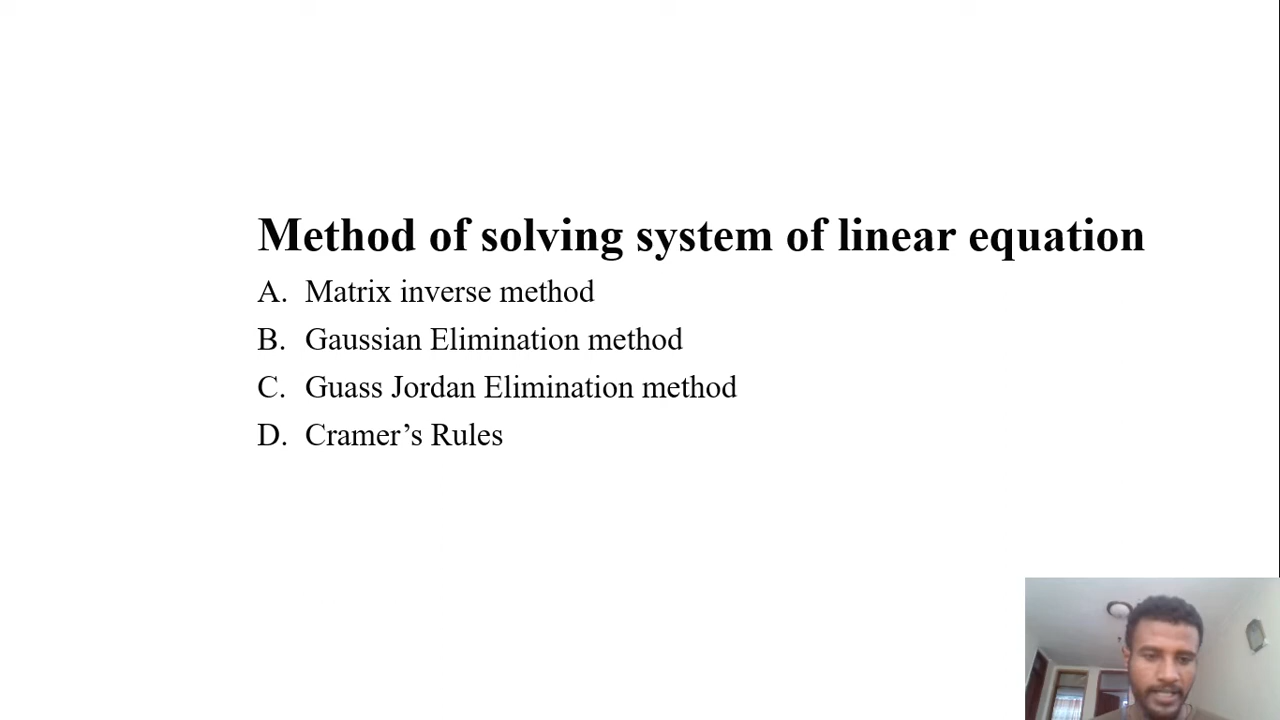 Method of solving system of linear equation
A. Matrix inverse method
B. Gaussian Elimination method
C. Guass Jordan Elimination method
D. Cramer’s Rules